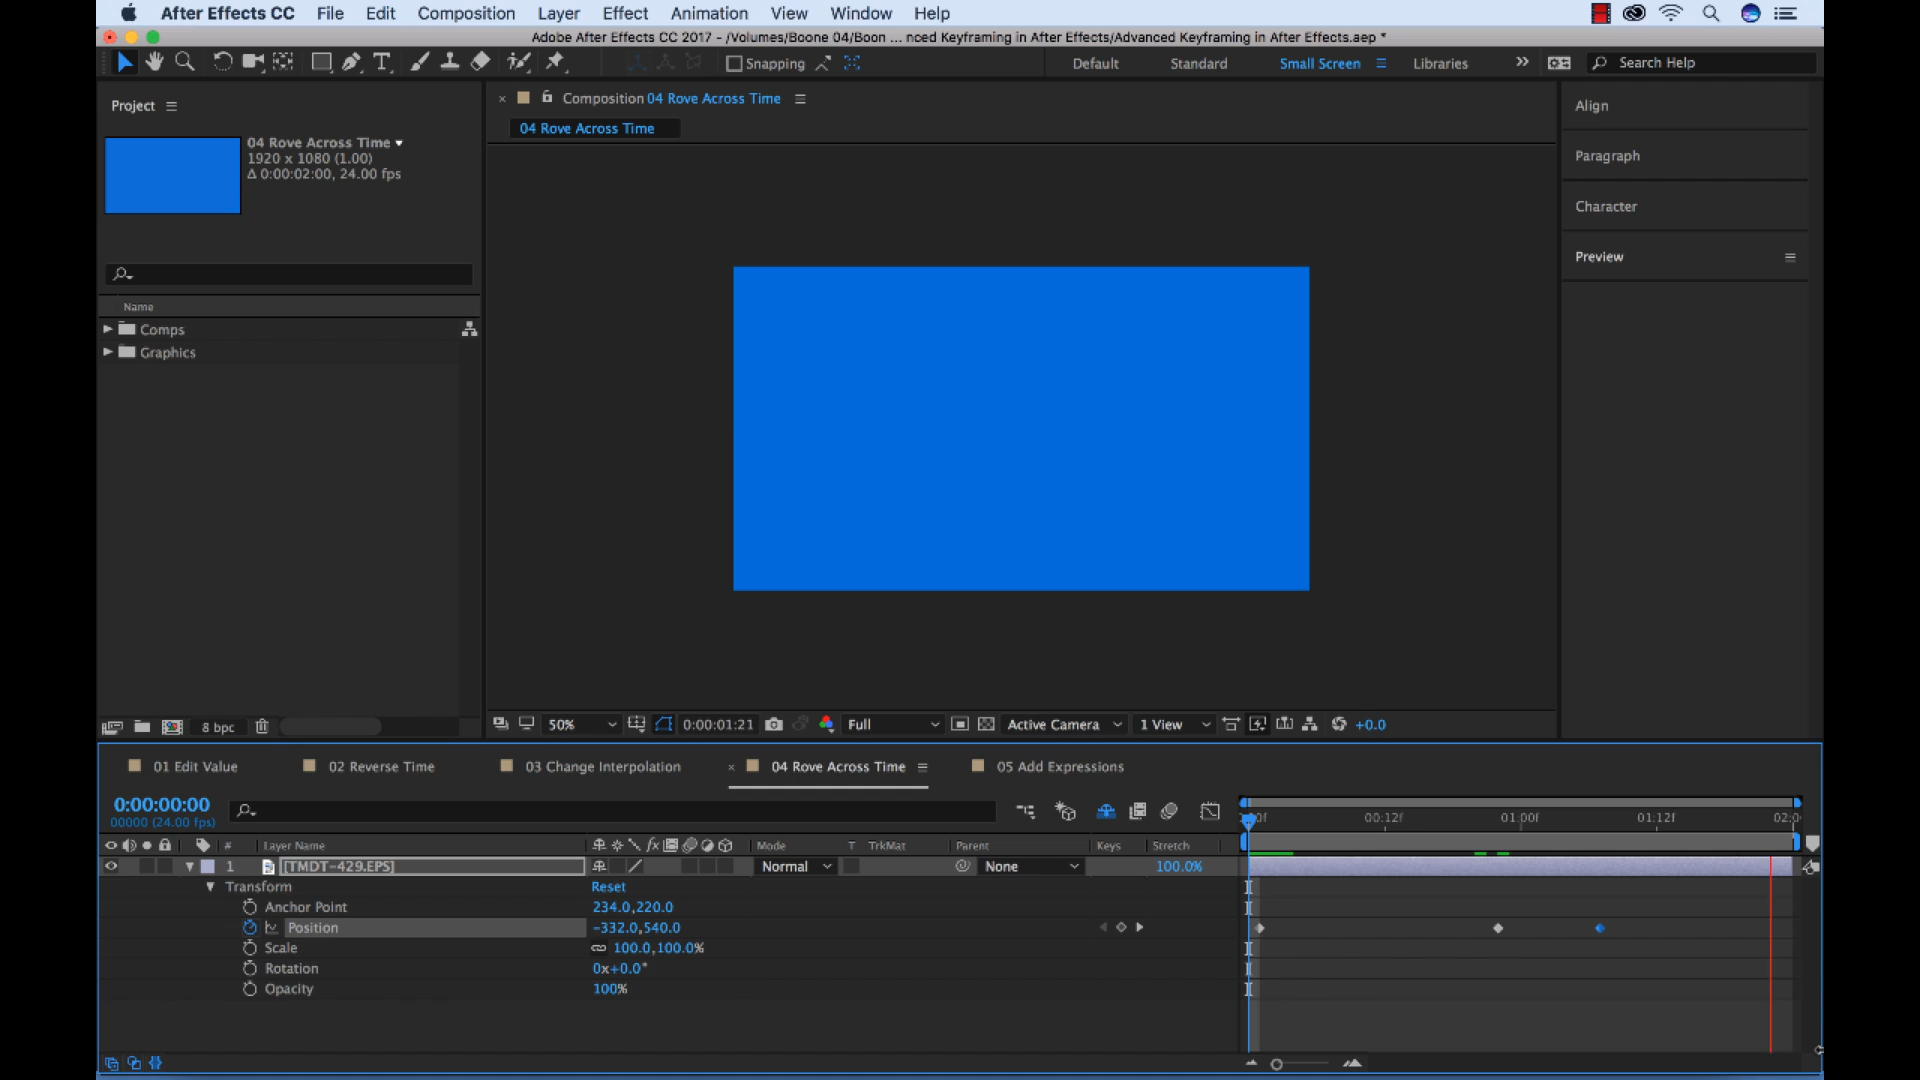 After Effects CC File Edit Composition Layer Effect Animation View Window Help
Adobe After Effects CC 2017 - /Volumes/Boone 04/Boon ... nced Keyframing in After Effects/Advanced Keyframing in After Effects.aep *
Snapping Default Standard Small Screen Libraries Search Help
Project
04 Rove Across Time
1920 x 1080 (1.00)
Δ 0:00:02:00, 24.00 fps
Name
Comps
Graphics
8 bpc
Composition 04 Rove Across Time
04 Rove Across Time
50% 0:00:01:21 Full Active Camera 1 View +0.0
Align
Paragraph
Character
Preview
01 Edit Value 02 Reverse Time 03 Change Interpolation 04 Rove Across Time 05 Add Expressions
0:00:00:00
00000 (24.00 fps)
00:12f 01:00f 01:12f
# Layer Name Mode T TrkMat Parent Keys Stretch
1 [TMDT-429.EPS] Normal None 100.0%
Transform Reset
Anchor Point 234.0,220.0
Position -332.0,540.0
Scale 100.0,100.0%
Rotation 0x+0.0°
Opacity 100%